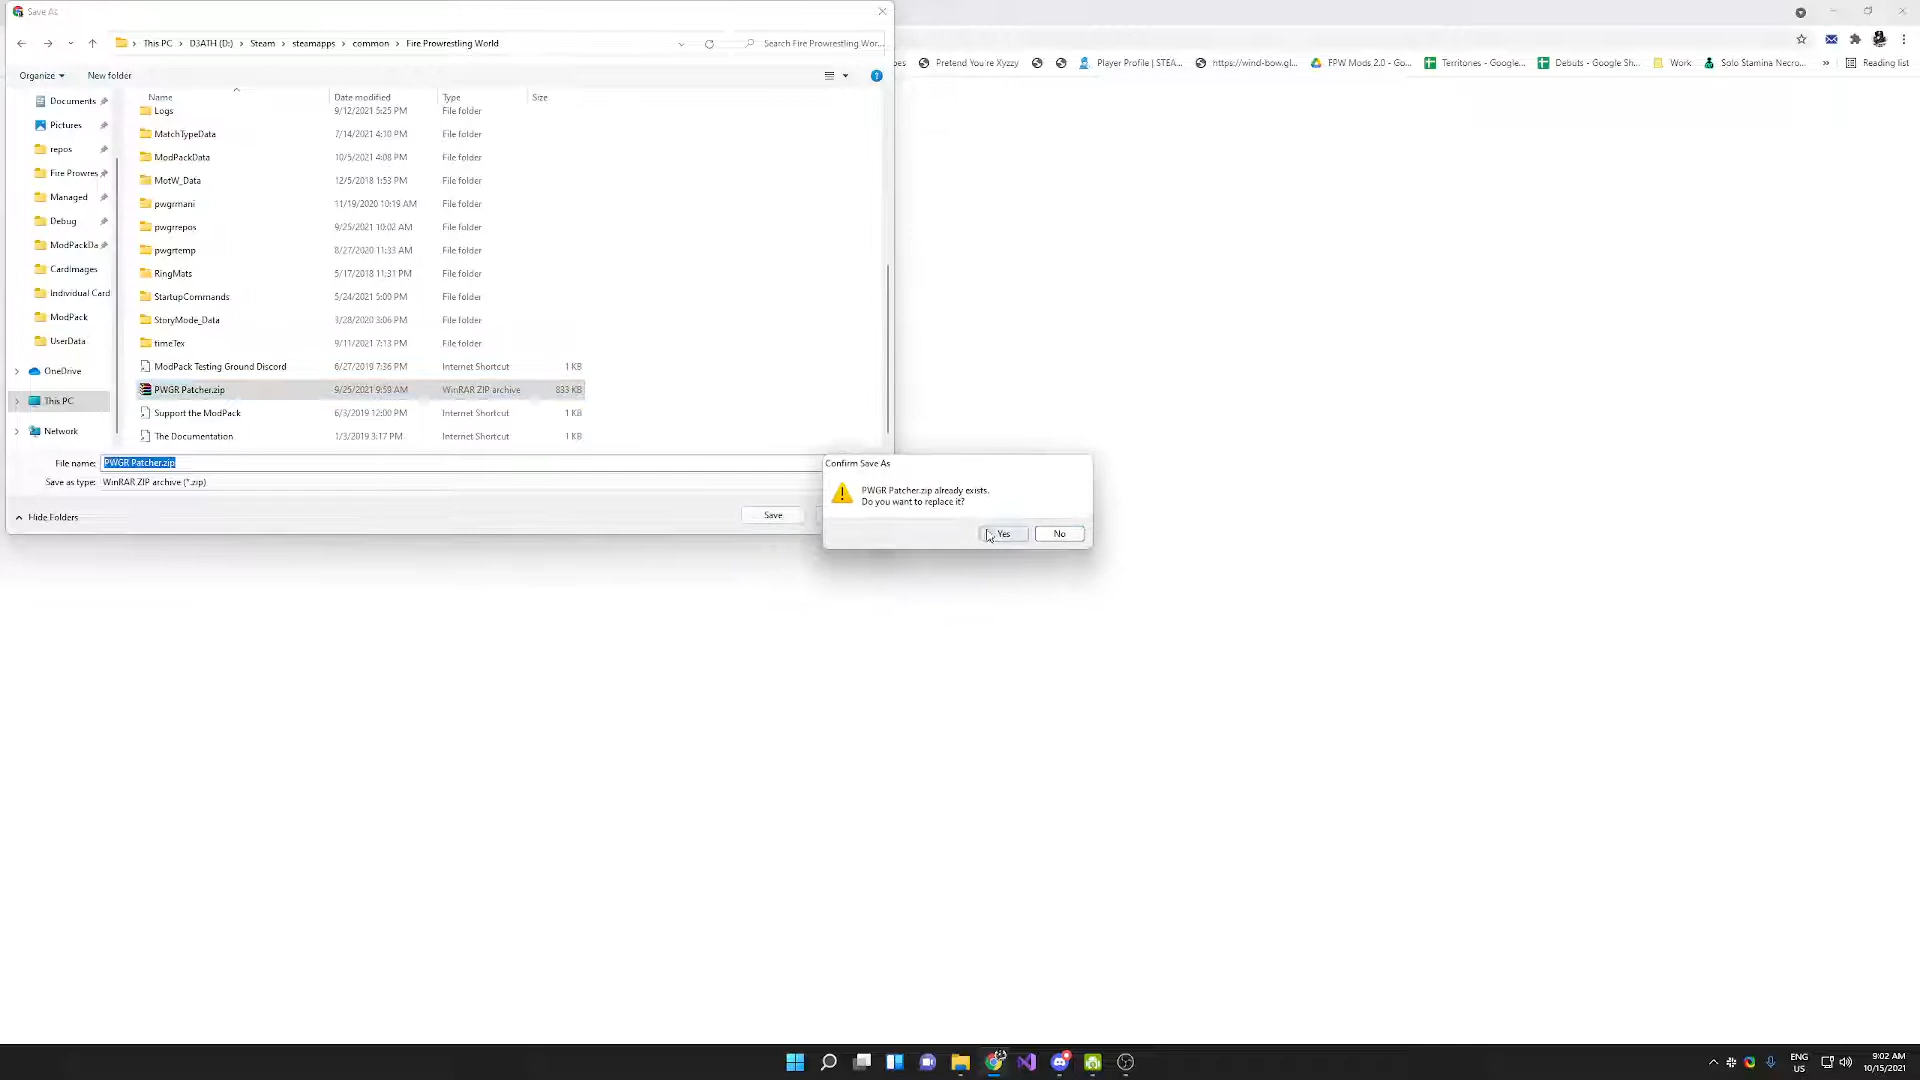 Save As
This PC > D3ATH (D:) > Steam > steamapps > common > Fire Prowrestling World
Search Fire Prowrestling Wor...
Pretend You're Xyzzy
Player Profile | STEA...
https://wind-bow.gl...
FPW Mods 2.0 - Go...
Territories - Google...
Debuts - Google Sh...
Work
Solo Stamina Necro...
»
Reading list
Organize
New folder
Name
Date modified
Type
Size
Documents
Pictures
repos
Fire Prowres
Managed
Debug
ModPackDa
CardImages
Individual Card
ModPack
UserData
OneDrive
This PC
Network
Logs 9/12/2021 5:25 PM File folder
MatchTypeData 7/14/2021 4:10 PM File folder
ModPackData 10/5/2021 4:08 PM File folder
MotW_Data 12/5/2018 1:53 PM File folder
pwgrmani 11/19/2020 10:19 AM File folder
pwgrrepos 9/25/2021 10:02 AM File folder
pwgrtemp 8/27/2020 11:33 AM File folder
RingMats 5/17/2018 11:31 PM File folder
StartupCommands 5/24/2021 5:00 PM File folder
StoryMode_Data 3/28/2020 3:06 PM File folder
timeTex 9/11/2021 7:13 PM File folder
ModPack Testing Ground Discord 6/27/2019 7:36 PM Internet Shortcut 1 KB
PWGR Patcher.zip 9/25/2021 9:59 AM WinRAR ZIP archive 833 KB
Support the ModPack 6/3/2019 12:00 PM Internet Shortcut 1 KB
The Documentation 1/3/2019 3:17 PM Internet Shortcut 1 KB
File name: PWGR Patcher.zip
Save as type: WinRAR ZIP archive (*.zip)
Hide Folders
Save
Confirm Save As
PWGR Patcher.zip already exists.
Do you want to replace it?
Yes
No
ENG
US
9:02 AM
10/15/2021